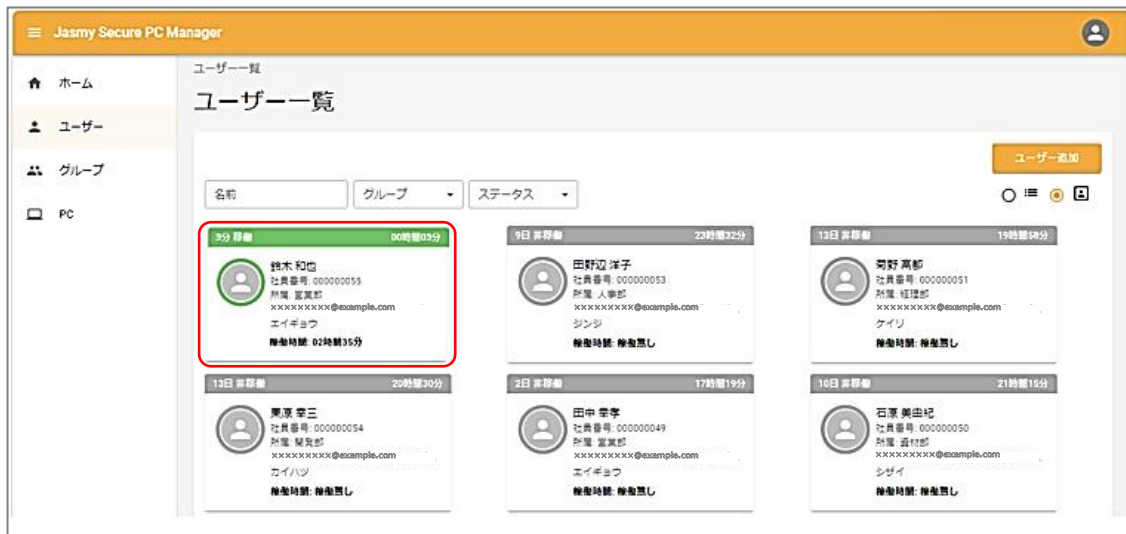 Jasmy Secure PC Manager
ホーム
ユーザー
グループ
PC
ユーザー一覧
ユーザー一覧
ユーザー追加
名前
グループ
ステータス
3分 稼働 00時間03分
鈴木 和也
社員番号: 000000055
所属: 営業部
xxxxxxxxx@example.com
エイギョウ
稼働時間: 02時間35分
9日 非稼働 23時間32分
田野辺 洋子
社員番号: 000000053
所属: 人事部
xxxxxxxxx@example.com
ジンジ
稼働時間: 稼働無し
13日 非稼働 19時間58分
菊野 高郎
社員番号: 000000051
所属: 経理部
xxxxxxxxx@example.com
ケイリ
稼働時間: 稼働無し
13日 非稼働 20時間30分
栗原 幸三
社員番号: 000000054
所属: 開発部
xxxxxxxxx@example.com
カイハツ
稼働時間: 稼働無し
2日 非稼働 17時間19分
田中 幸孝
社員番号: 000000049
所属: 営業部
xxxxxxxxx@example.com
エイギョウ
稼働時間: 稼働無し
10日 非稼働 21時間16分
石原 美由紀
社員番号: 000000050
所属: 資材部
xxxxxxxxx@example.com
シザイ
稼働時間: 稼働無し